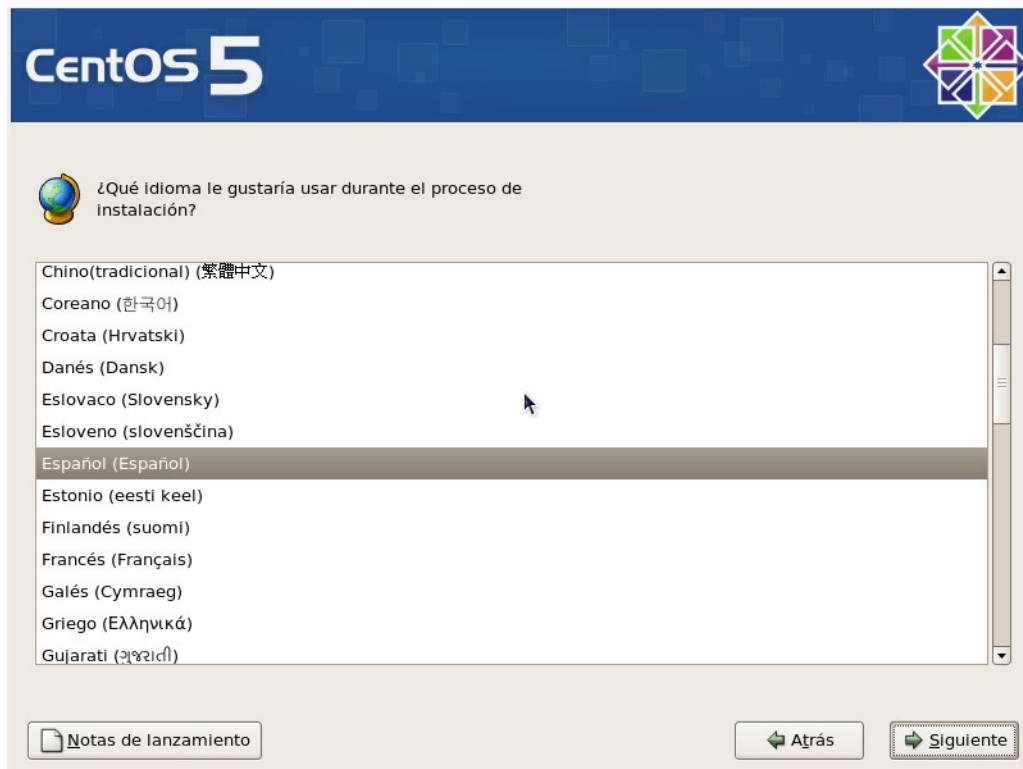 CentOS 5
¿Qué idioma le gustaría usar durante el proceso de
instalación?
Chino(tradicional) (繁體中文)
Coreano (한국어)
Croata (Hrvatski)
Danés (Dansk)
Eslovaco (Slovensky)
Esloveno (slovenščina)
Español (Español)
Estonio (eesti keel)
Finlandés (suomi)
Francés (Français)
Galés (Cymraeg)
Griego (Ελληνικά)
Gujarati (ગુજરાતી)
Notas de lanzamiento
Atrás
Siguiente